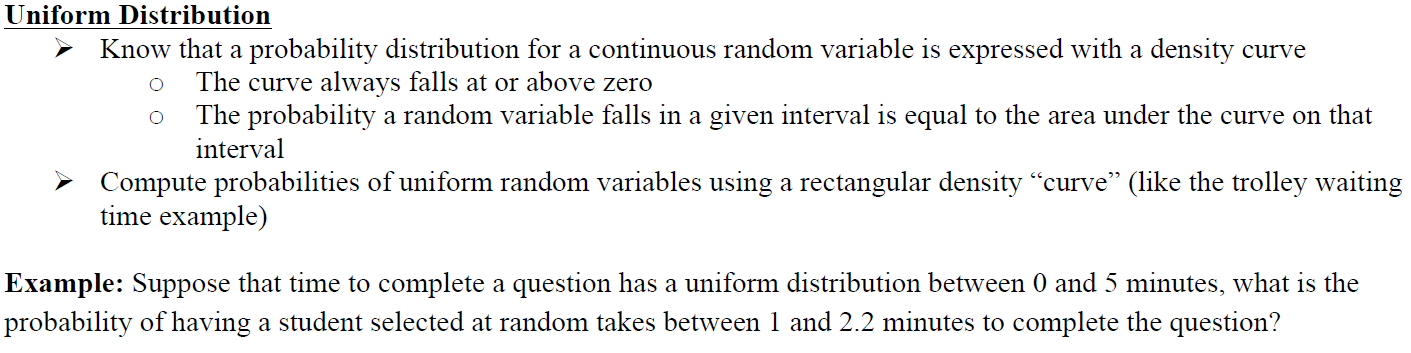 Uniform Distribution
➤ Know that a probability distribution for a continuous random variable is expressed with a density curve
o The curve always falls at or above zero
o The probability a random variable falls in a given interval is equal to the area under the curve on that
interval
➤ Compute probabilities of uniform random variables using a rectangular density “curve” (like the trolley waiting
time example)
Example: Suppose that time to complete a question has a uniform distribution between 0 and 5 minutes, what is the
probability of having a student selected at random takes between 1 and 2.2 minutes to complete the question?